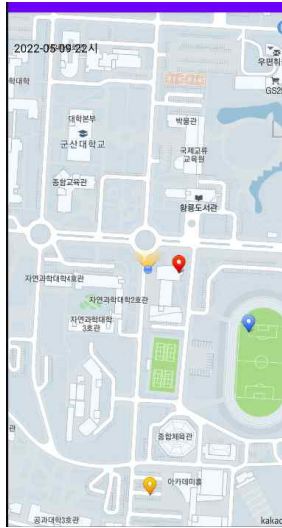 2022-05-09-22시
우편취
GS25
학대학
대학본부
군산대학교
박물관
국제교류
교육원
종합교육관
황룡도서관
자연과학대학4호관
자연과학대학2호관
자연과학대학
3호관
종합체육관
관
아카데미홀
공과대학3호관
kakao